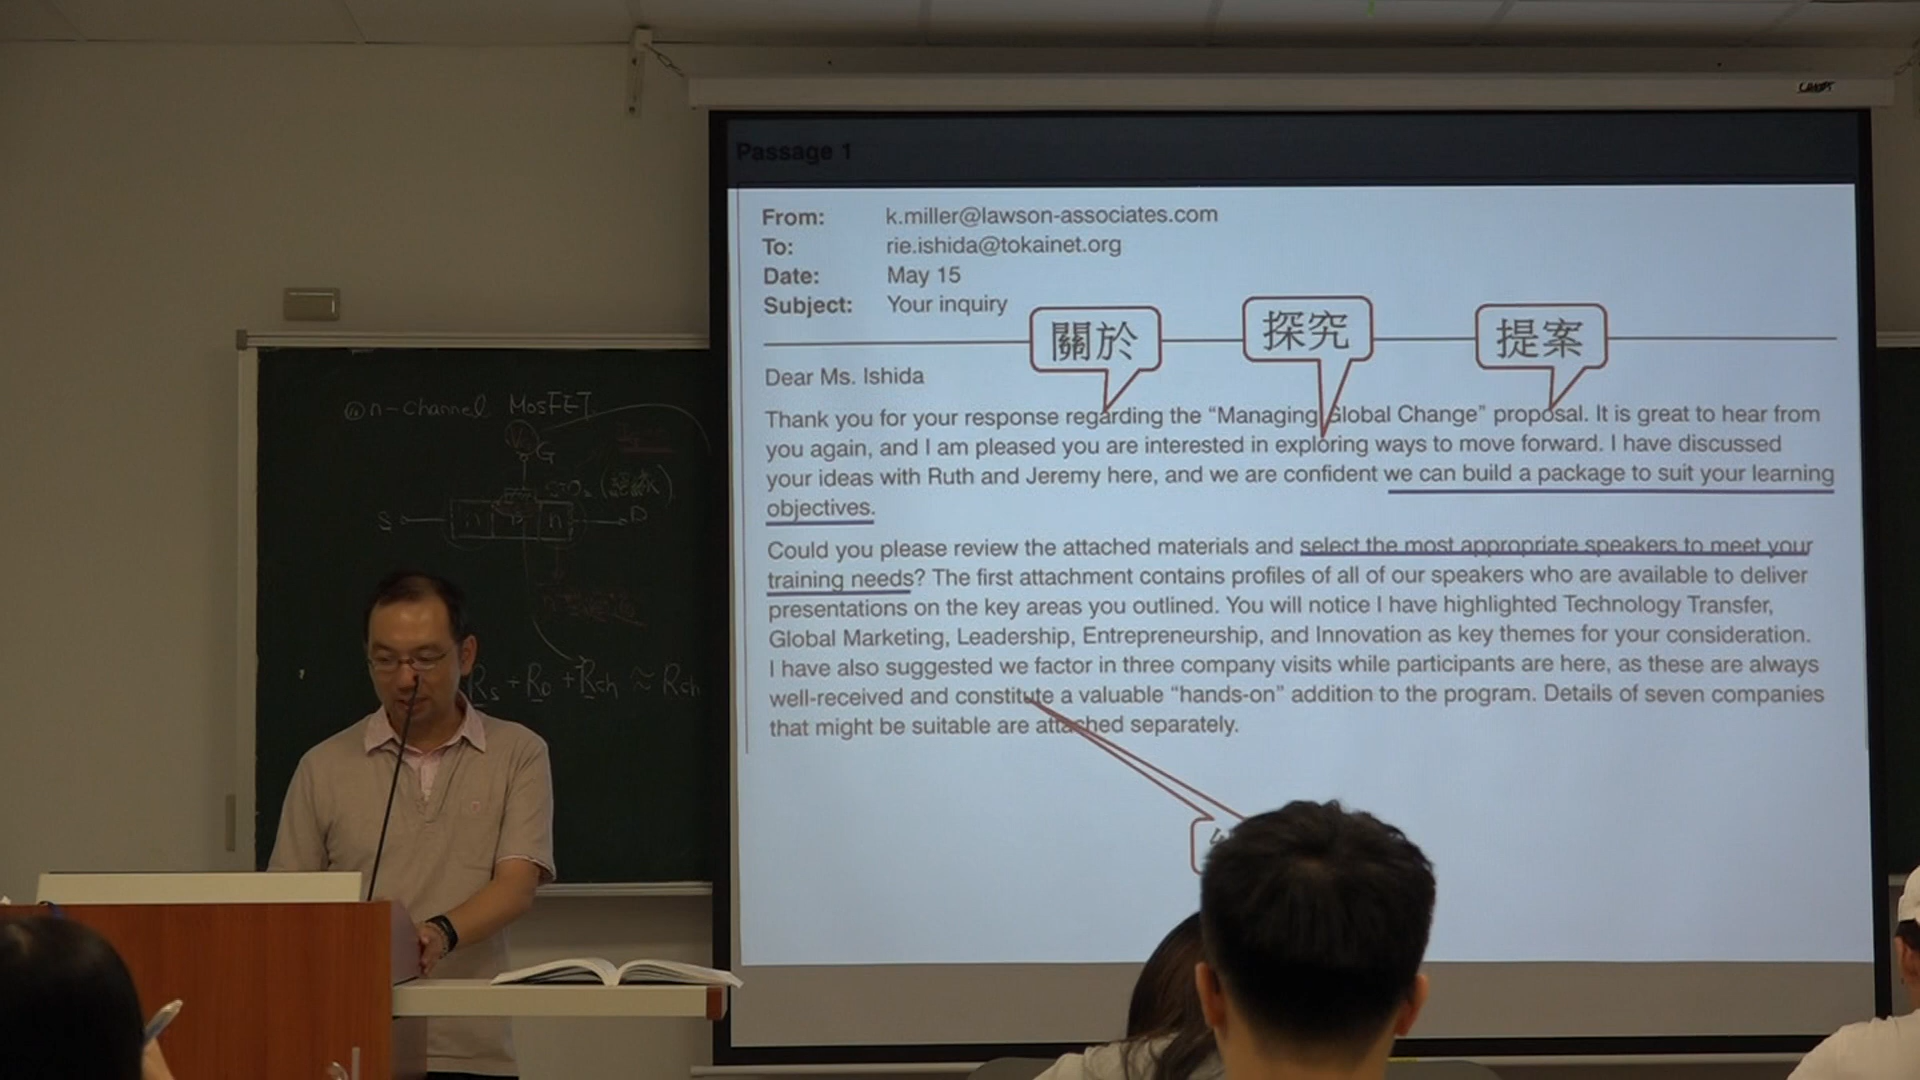 Passage 1
From: k.miller@lawson-associates.com
To: rie.ishida@tokainet.org
Date: May 15
Subject: Your inquiry
關於
探究
提案
Dear Ms. Ishida
Thank you for your response regarding the “Managing Global Change” proposal. It is great to hear from
you again, and I am pleased you are interested in exploring ways to move forward. I have discussed
your ideas with Ruth and Jeremy here, and we are confident we can build a package to suit your learning
objectives.
Could you please review the attached materials and select the most appropriate speakers to meet your
training needs? The first attachment contains profiles of all of our speakers who are available to deliver
presentations on the key areas you outlined. You will notice I have highlighted Technology Transfer,
Global Marketing, Leadership, Entrepreneurship, and Innovation as key themes for your consideration.
I have also suggested we factor in three company visits while participants are here, as these are always
well-received and constitute a valuable “hands-on” addition to the program. Details of seven companies
that might be suitable are attached separately.
n-channel MosFET
G
S
n
n
D
Rs + RD + Rch ≈ Rch